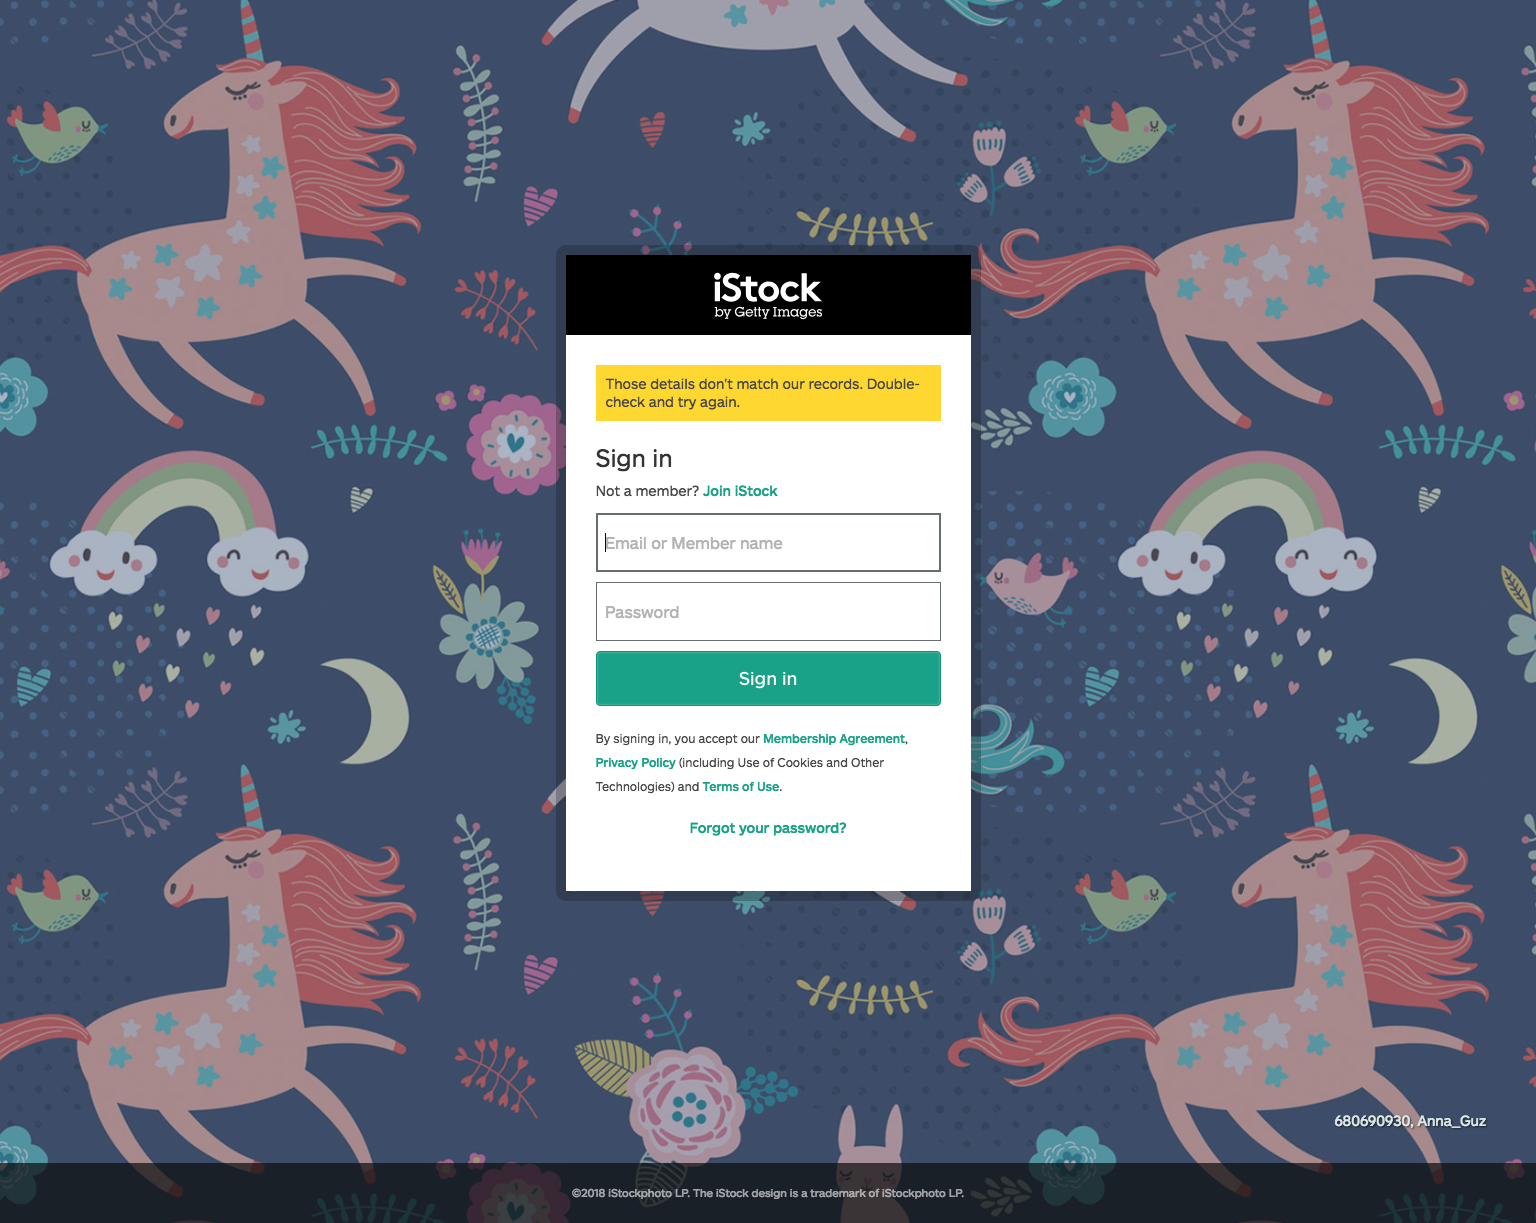 iStock
by Getty Images
Those details don't match our records. Double-
check and try again.
Sign in
Not a member? Join iStock
Email or Member name
Password
Sign in
By signing in, you accept our Membership Agreement,
Privacy Policy (including Use of Cookies and Other
Technologies) and Terms of Use.
Forgot your password?
680690930, Anna_Guz
©2018 iStockphoto LP. The iStock design is a trademark of iStockphoto LP.